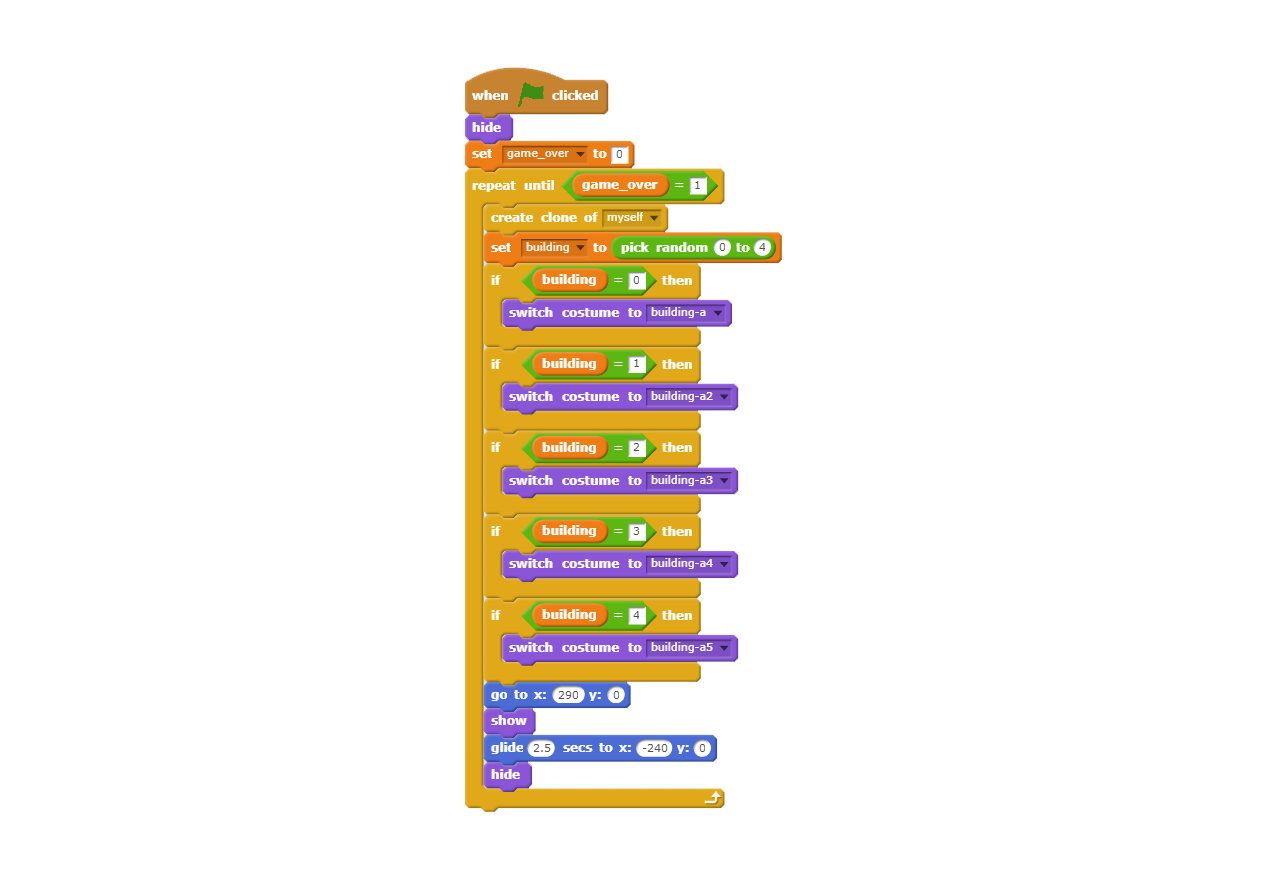 when clicked
hide
set game_over to 0
repeat until game_over = 1
create clone of myself
set building to pick random 0 to 4
if building = 0 then
switch costume to building-a
if building = 1 then
switch costume to building-a2
if building = 2 then
switch costume to building-a3
if building = 3 then
switch costume to building-a4
if building = 4 then
switch costume to building-a5
go to x: 290 y: 0
show
glide 2.5 secs to x: -240 y: 0
hide